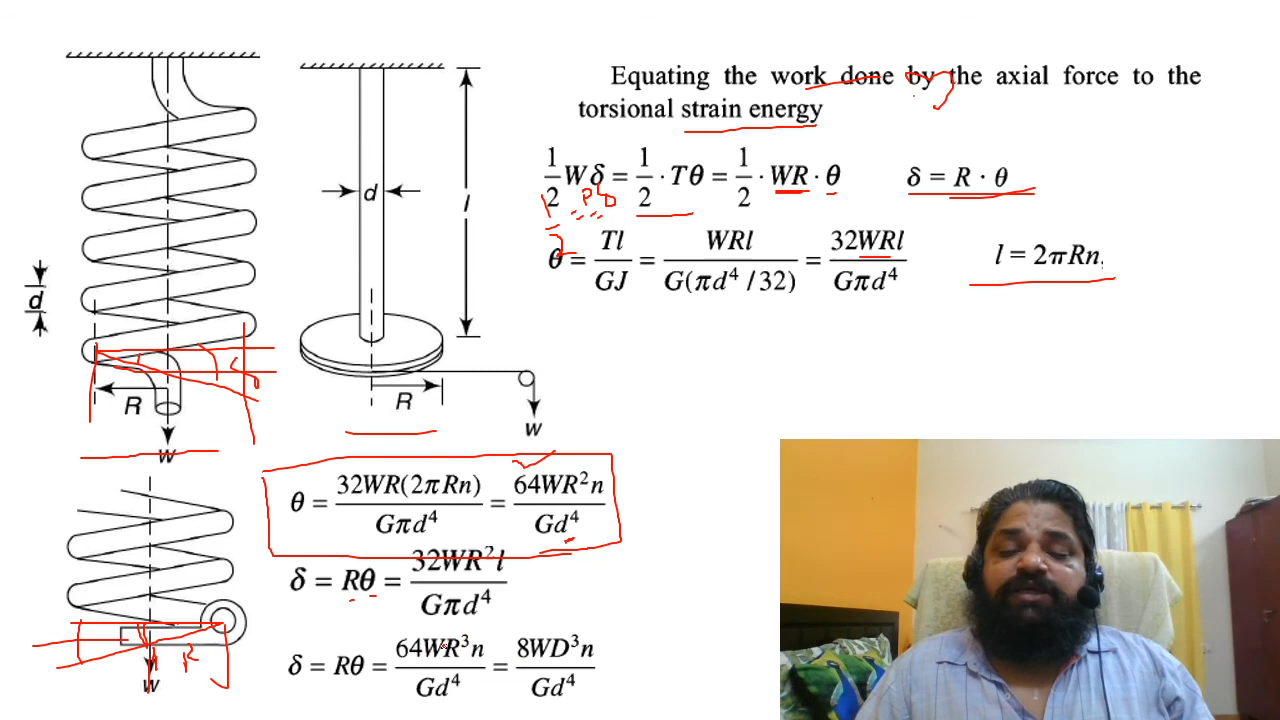 Equating the work done by the axial force to the
torsional strain energy
1/2 Wδ = 1/2 · Tθ = 1/2 · WR · θ δ = R · θ
θ = Tl/GJ = WRl/G(πd⁴/32) = 32WRl/Gπd⁴ l = 2πRn
d
l
d
R
R
w
w
θ = 32WR(2πRn)/Gπd⁴ = 64WR²n/Gd⁴
δ = Rθ = 32WR²l/Gπd⁴
δ = Rθ = 64WR³n/Gd⁴ = 8WD³n/Gd⁴
R
w